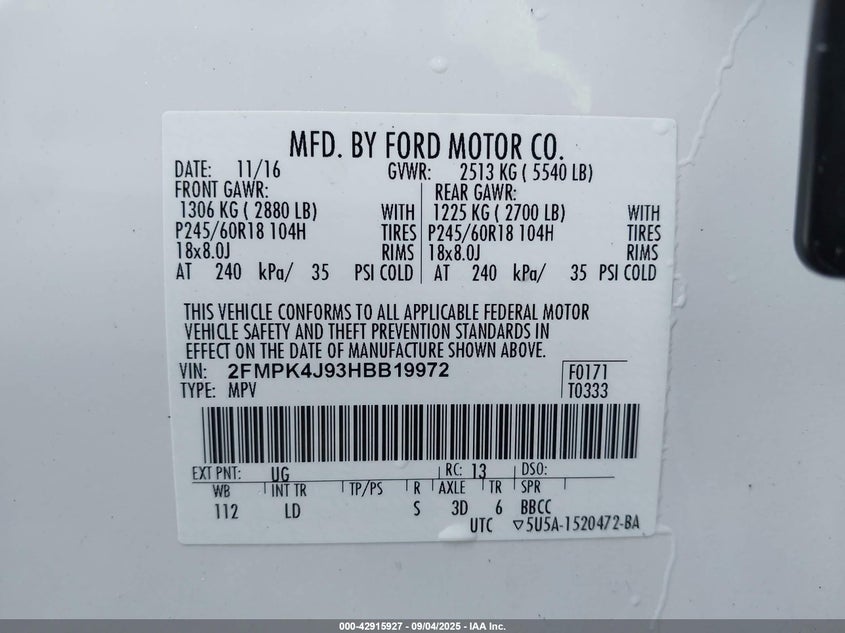 MFD. BY FORD MOTOR CO.
DATE: 11/16 GVWR: 2513 KG ( 5540 LB)
FRONT GAWR: REAR GAWR:
1306 KG ( 2880 LB) WITH 1225 KG ( 2700 LB) WITH
P245/60R18 104H TIRES P245/60R18 104H TIRES
18x8.0J RIMS 18x8.0J RIMS
AT 240 kPa/ 35 PSI COLD AT 240 kPa/ 35 PSI COLD
THIS VEHICLE CONFORMS TO ALL APPLICABLE FEDERAL MOTOR
VEHICLE SAFETY AND THEFT PREVENTION STANDARDS IN
EFFECT ON THE DATE OF MANUFACTURE SHOWN ABOVE.
VIN: 2FMPK4J93HBB19972 F0171
TYPE: MPV T0333
EXT PNT: UG RC: 13 DSO:
WB INT TR TP/PS R AXLE TR SPR
112 LD S 3D 6 BBCC
UTC ▽5U5A-1520472-BA
000-42915927 - 09/04/2025 - IAA Inc.